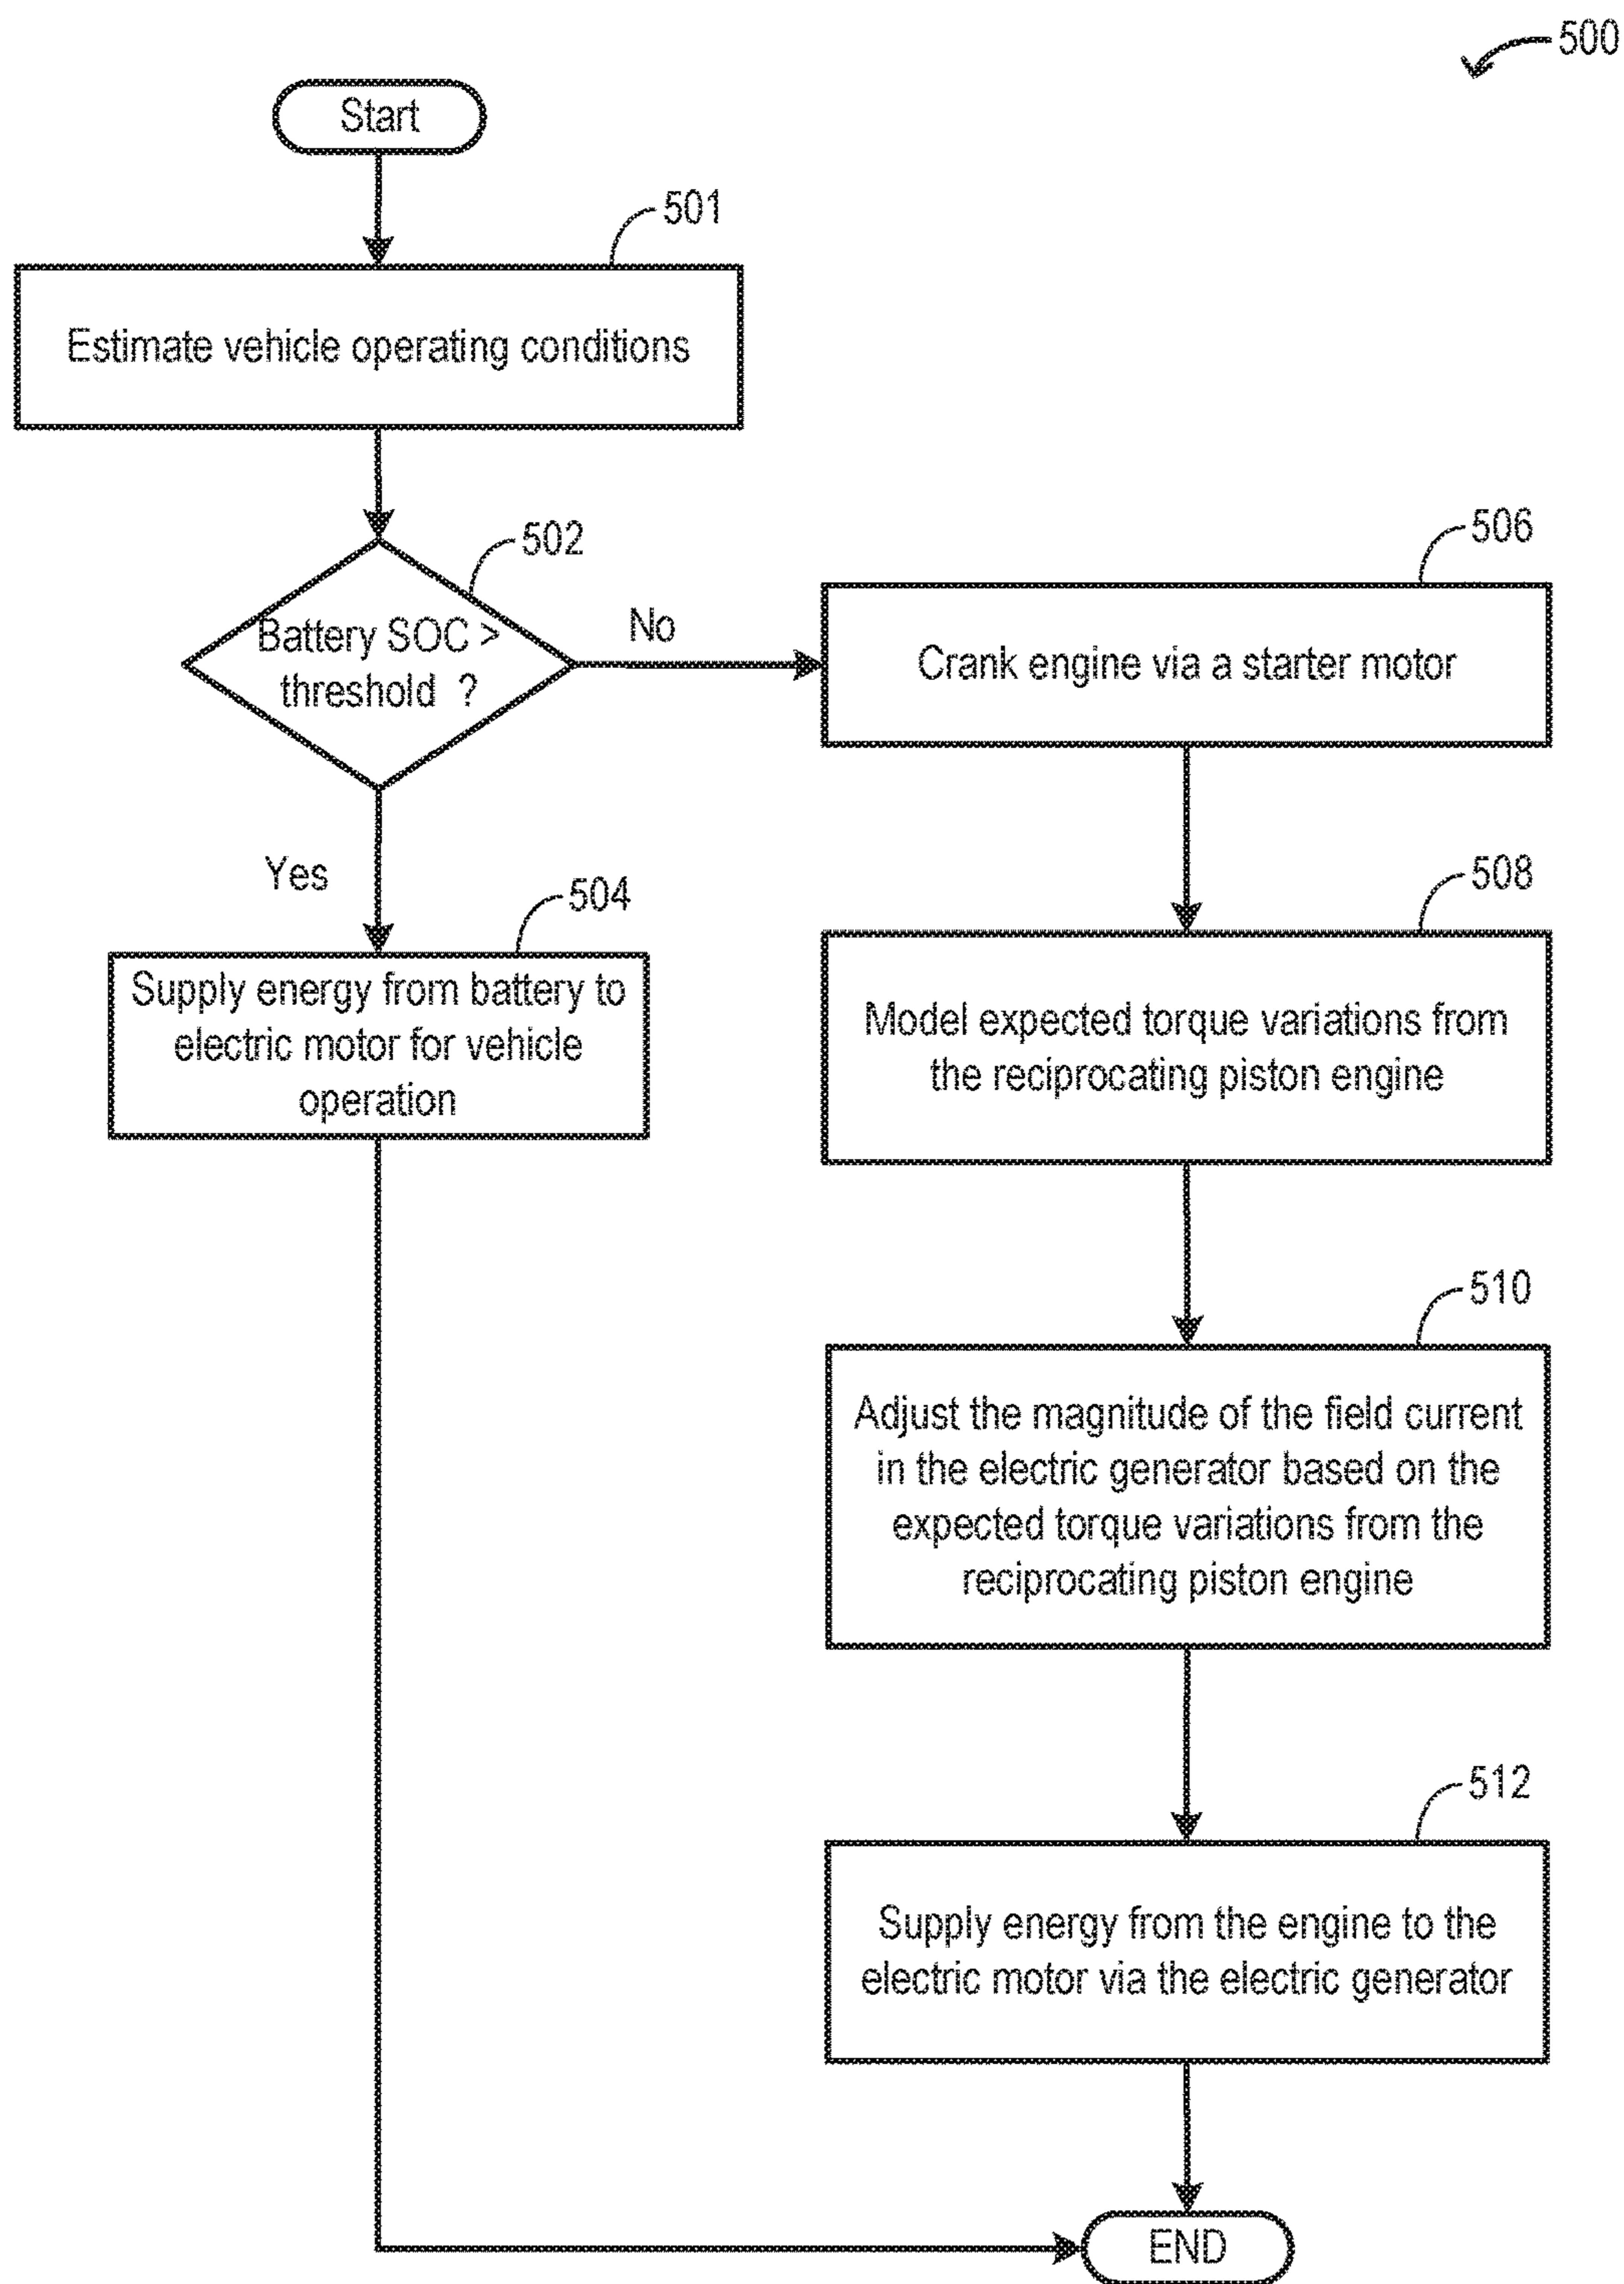 500
Start
501
Estimate vehicle operating conditions
502
Battery SOC >
threshold ?
No
Yes
504
Supply energy from battery to
electric motor for vehicle
operation
506
Crank engine via a starter motor
508
Model expected torque variations from
the reciprocating piston engine
510
Adjust the magnitude of the field current
in the electric generator based on the
expected torque variations from the
reciprocating piston engine
512
Supply energy from the engine to the
electric motor via the electric generator
END